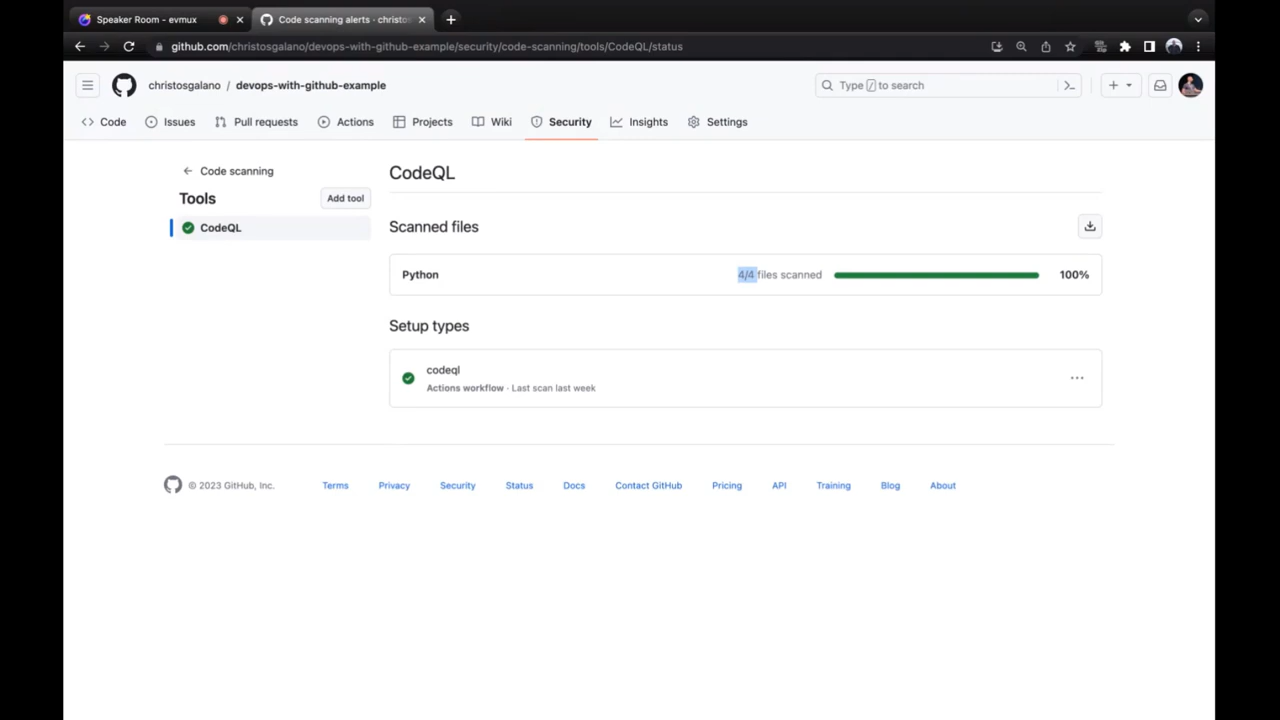 Speaker Room - evmux
Code scanning alerts · christos
github.com/christosgalano/devops-with-github-example/security/code-scanning/tools/CodeQL/status
christosgalano / devops-with-github-example
Type / to search
Code Issues Pull requests Actions Projects Wiki Security Insights Settings
Code scanning
Tools
Add tool
CodeQL
CodeQL
Scanned files
Python 4/4 files scanned 100%
Setup types
codeql
Actions workflow · Last scan last week
© 2023 GitHub, Inc. Terms Privacy Security Status Docs Contact GitHub Pricing API Training Blog About